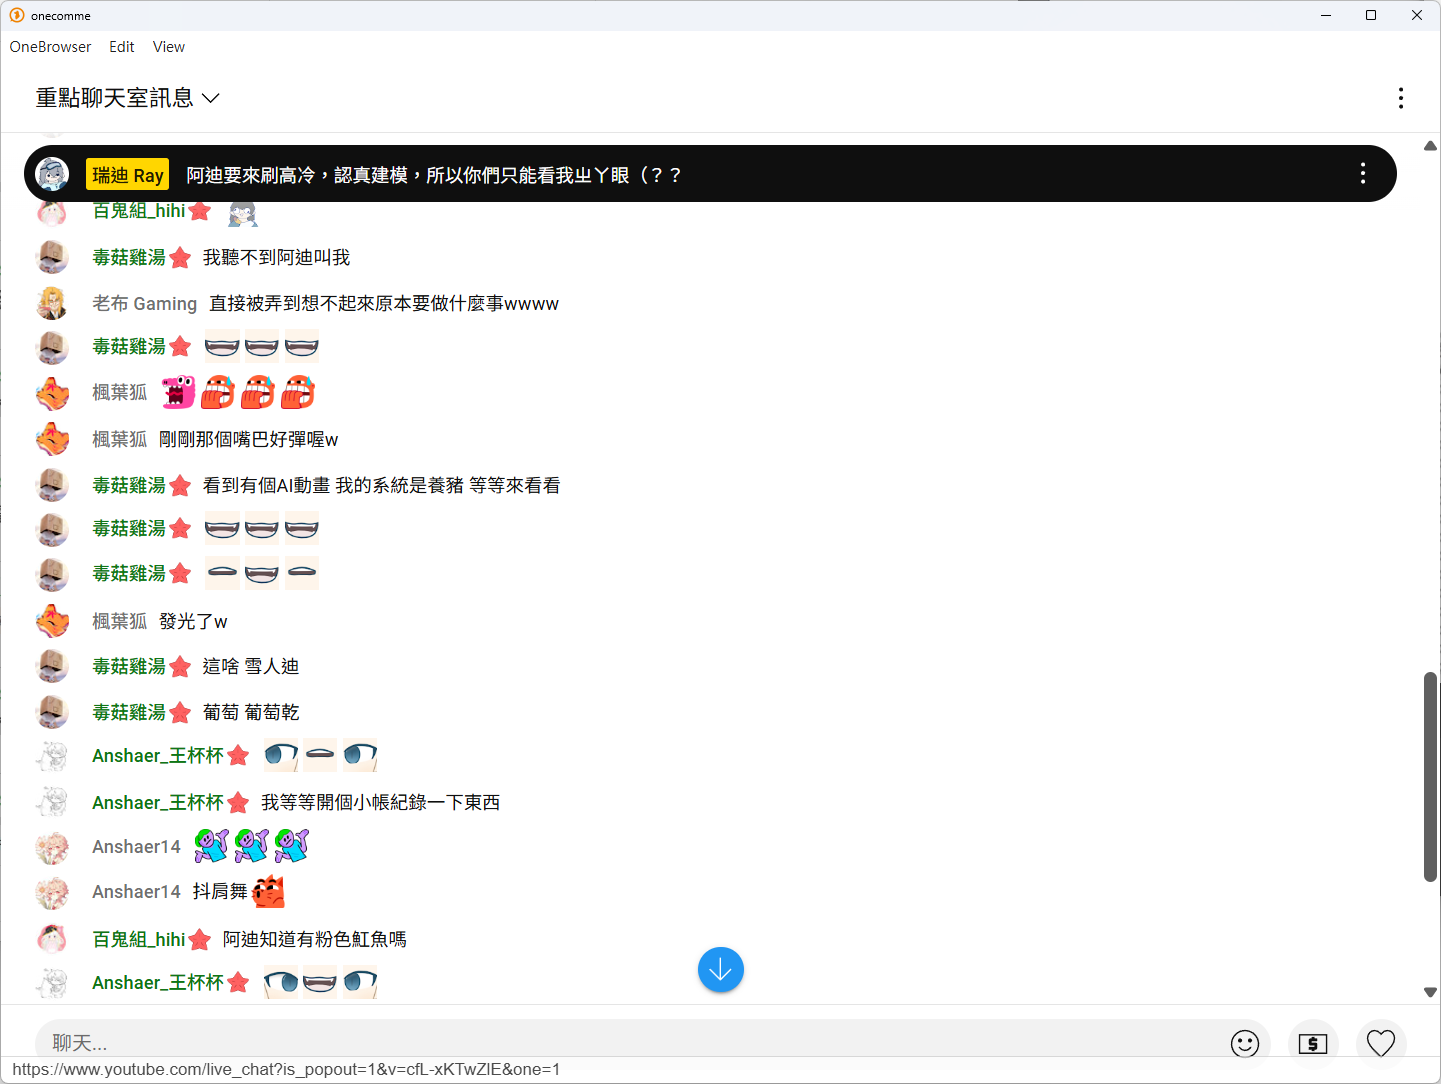 onecomme
OneBrowser Edit View
重點聊天室訊息
瑞迪 Ray 阿迪要來刷高冷，認真建模，所以你們只能看我ㄓㄚ眼（？？
百鬼組_hihi
毒菇雞湯 我聽不到阿迪叫我
老布 Gaming 直接被弄到想不起來原本要做什麼事wwww
毒菇雞湯
楓葉狐
楓葉狐 剛剛那個嘴巴好彈喔w
毒菇雞湯 看到有個AI動畫 我的系統是養豬 等等來看看
毒菇雞湯
毒菇雞湯
楓葉狐 發光了w
毒菇雞湯 這啥 雪人迪
毒菇雞湯 葡萄 葡萄乾
Anshaer_王杯杯
Anshaer_王杯杯 我等等開個小帳紀錄一下東西
Anshaer14
Anshaer14 抖肩舞
百鬼組_hihi 阿迪知道有粉色魟魚嗎
Anshaer_王杯杯
聊天...
https://www.youtube.com/live_chat?is_popout=1&v=cfL-xKTwZlE&one=1